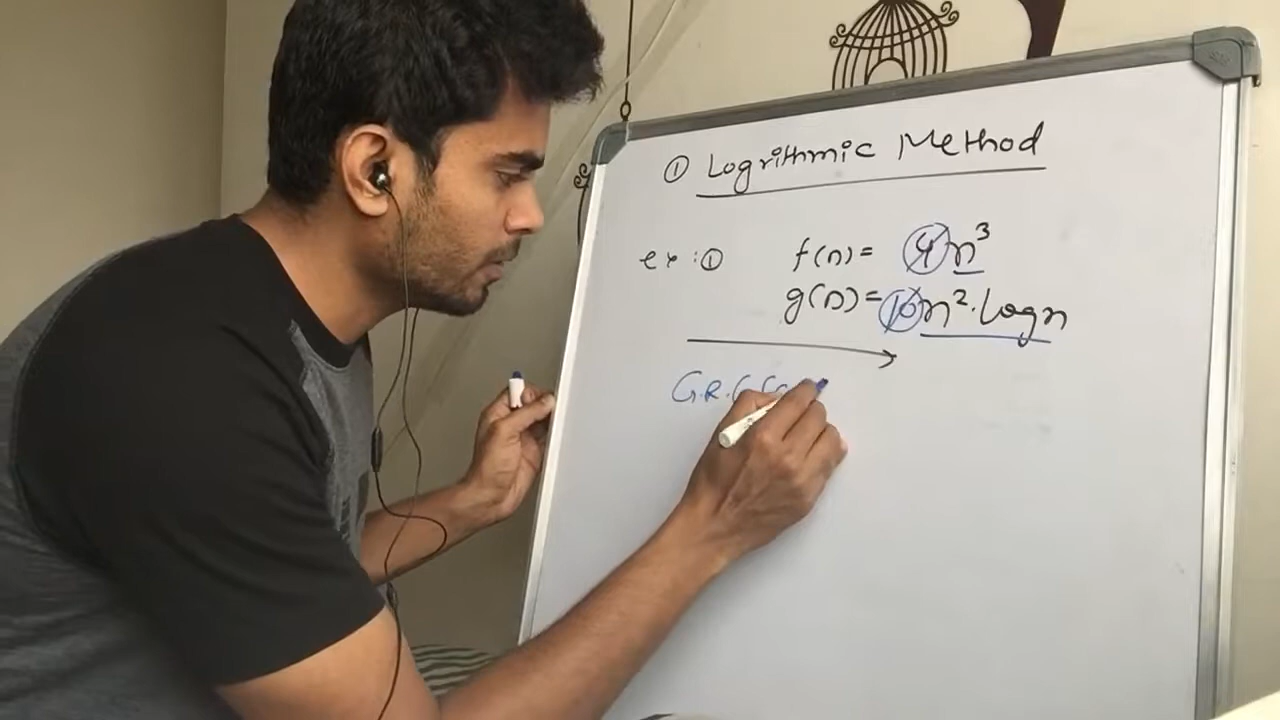 ① Logrithmic Method
ex :① f(n) = 4n³
g(n) = 10n².logn
G.R.C